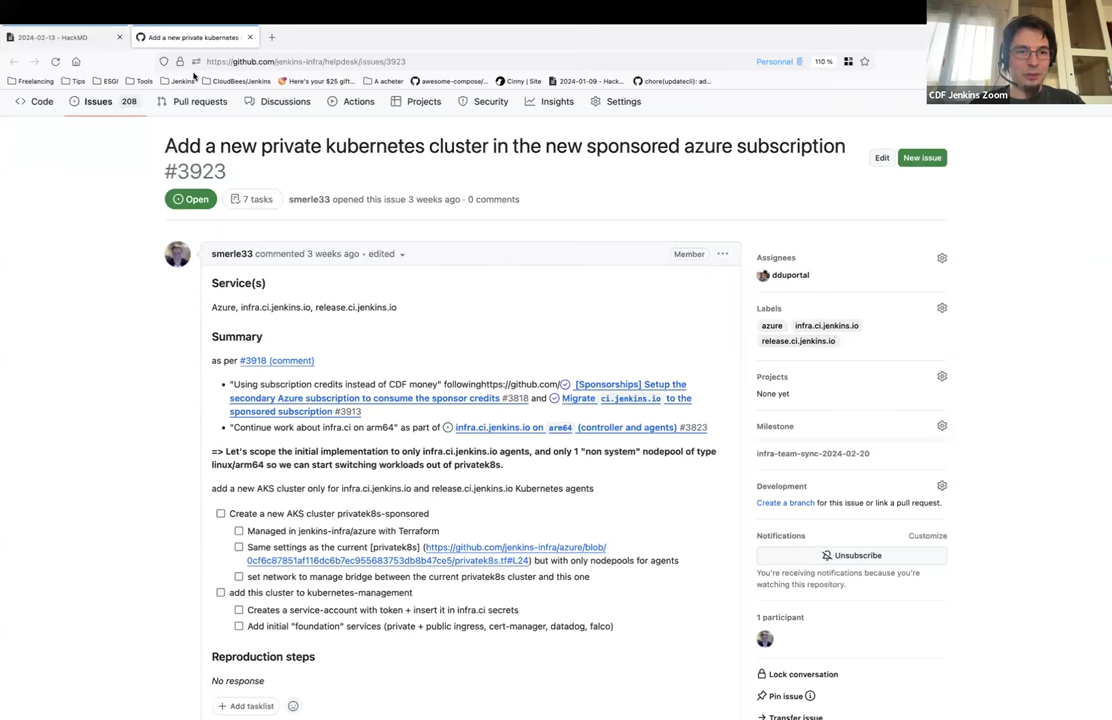 2024-02-13 - HackMD
Add a new private kubernetes
https://github.com/jenkins-infra/helpdesk/issues/3923
Personnel
110 %
Freelancing
Tips
ESGI
Tools
Jenkins
CloudBees/Jenkins
Here's your $25 gift...
A acheter
awesome-compose/...
Cinny | Site
2024-01-09 - Hack...
chore(updatecli): ad...
CDF Jenkins Zoom
Code
Issues 208
Pull requests
Discussions
Actions
Projects
Security
Insights
Settings
Add a new private kubernetes cluster in the new sponsored azure subscription
#3923
Edit
New issue
Open
7 tasks
smerle33 opened this issue 3 weeks ago · 0 comments
smerle33 commented 3 weeks ago • edited
Member
Service(s)
Azure, infra.ci.jenkins.io, release.ci.jenkins.io
Summary
as per #3918 (comment)
• "Using subscription credits instead of CDF money" followinghttps://github.com/ [Sponsorships] Setup the
secondary Azure subscription to consume the sponsor credits #3818 and Migrate ci.jenkins.io to the
sponsored subscription #3913
• "Continue work about infra.ci on arm64" as part of infra.ci.jenkins.io on arm64 (controller and agents) #3823
=> Let's scope the initial implementation to only infra.ci.jenkins.io agents, and only 1 "non system" nodepool of type
linux/arm64 so we can start switching workloads out of privatek8s.
add a new AKS cluster only for infra.ci.jenkins.io and release.ci.jenkins.io Kubernetes agents
Create a new AKS cluster privatek8s-sponsored
Managed in jenkins-infra/azure with Terraform
Same settings as the current [privatek8s] (https://github.com/jenkins-infra/azure/blob/
0cf6c87851af116dc6b7ec955683753db8b47ce5/privatek8s.tf#L24) but with only nodepools for agents
set network to manage bridge between the current privatek8s cluster and this one
add this cluster to kubernetes-management
Creates a service-account with token + insert it in infra.ci secrets
Add initial "foundation" services (private + public ingress, cert-manager, datadog, falco)
Reproduction steps
No response
Add tasklist
Assignees
dduportal
Labels
azure
infra.ci.jenkins.io
release.ci.jenkins.io
Projects
None yet
Milestone
infra-team-sync-2024-02-20
Development
Create a branch for this issue or link a pull request.
Notifications
Customize
Unsubscribe
You're receiving notifications because you're
watching this repository.
1 participant
Lock conversation
Pin issue
Transfer issue